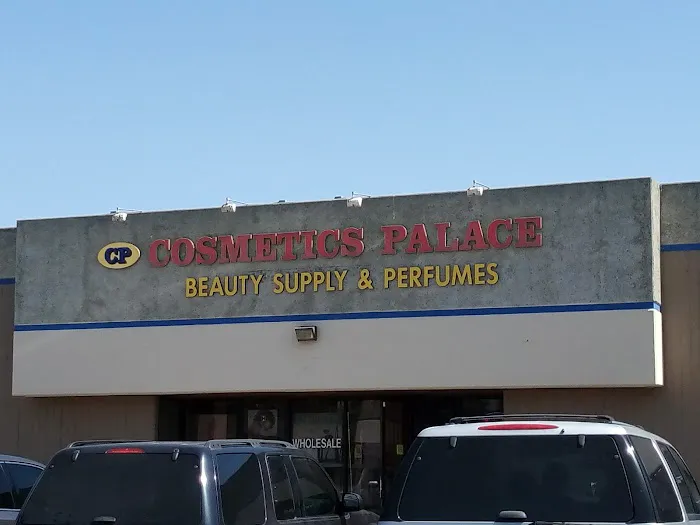 CP COSMETICS PALACE
BEAUTY SUPPLY & PERFUMES
WHOLESALE